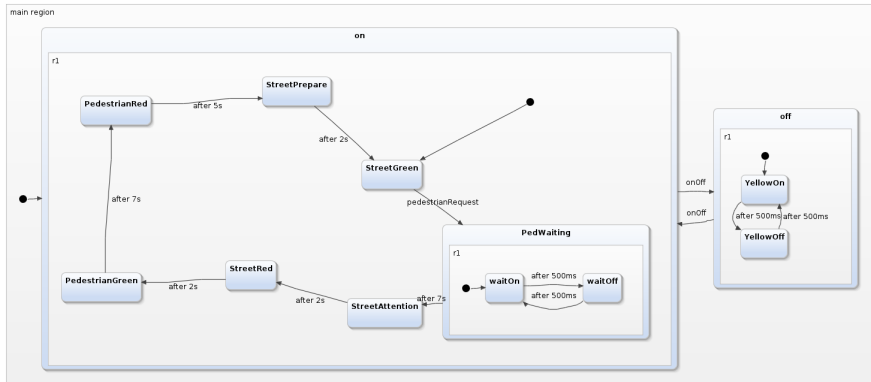 main region
on
r1
StreetPrepare
PedestrianRed
after 5s
off
r1
after 2s
StreetGreen
onOff
YellowOn
after 7s
pedestrianRequest
onOff
after 500ms
after 500ms
PedWaiting
YellowOff
r1
StreetRed
PedestrianGreen
after 2s
waitOn
after 500ms
waitOff
after 500ms
after 2s
StreetAttention
after 7s